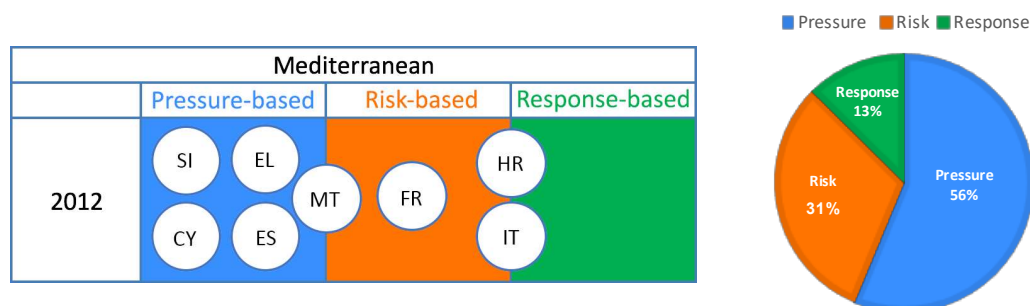 Mediterranean
Pressure-based Risk-based Response-based
2012
SI EL
MT FR HR
CY ES IT
Pressure Risk Response
Response
13%
Risk
31%
Pressure
56%